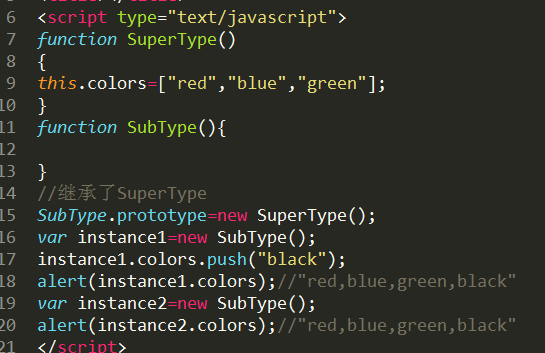 6 <script type="text/javascript">
7 function SuperType()
8 {
9 this.colors=["red","blue","green"];
10 }
11 function SubType(){
12
13 }
14 //继承了SuperType
15 SubType.prototype=new SuperType();
16 var instance1=new SubType();
17 instance1.colors.push("black");
18 alert(instance1.colors);//"red,blue,green,black"
19 var instance2=new SubType();
20 alert(instance2.colors);//"red,blue,green,black"
21 </script>